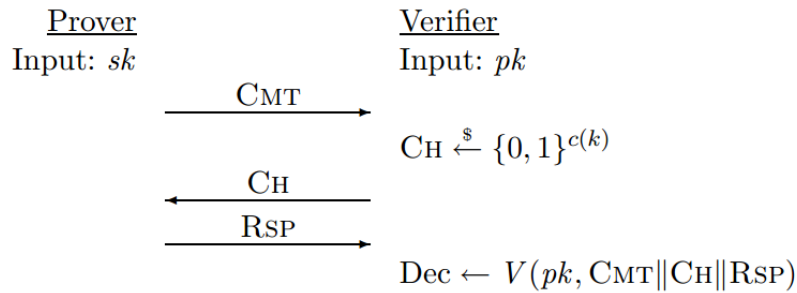 Prover Verifier
Input: sk Input: pk
CMT
CH $← {0, 1}^{c(k)}
CH
RSP
Dec ← V(pk, CMT‖CH‖RSP)